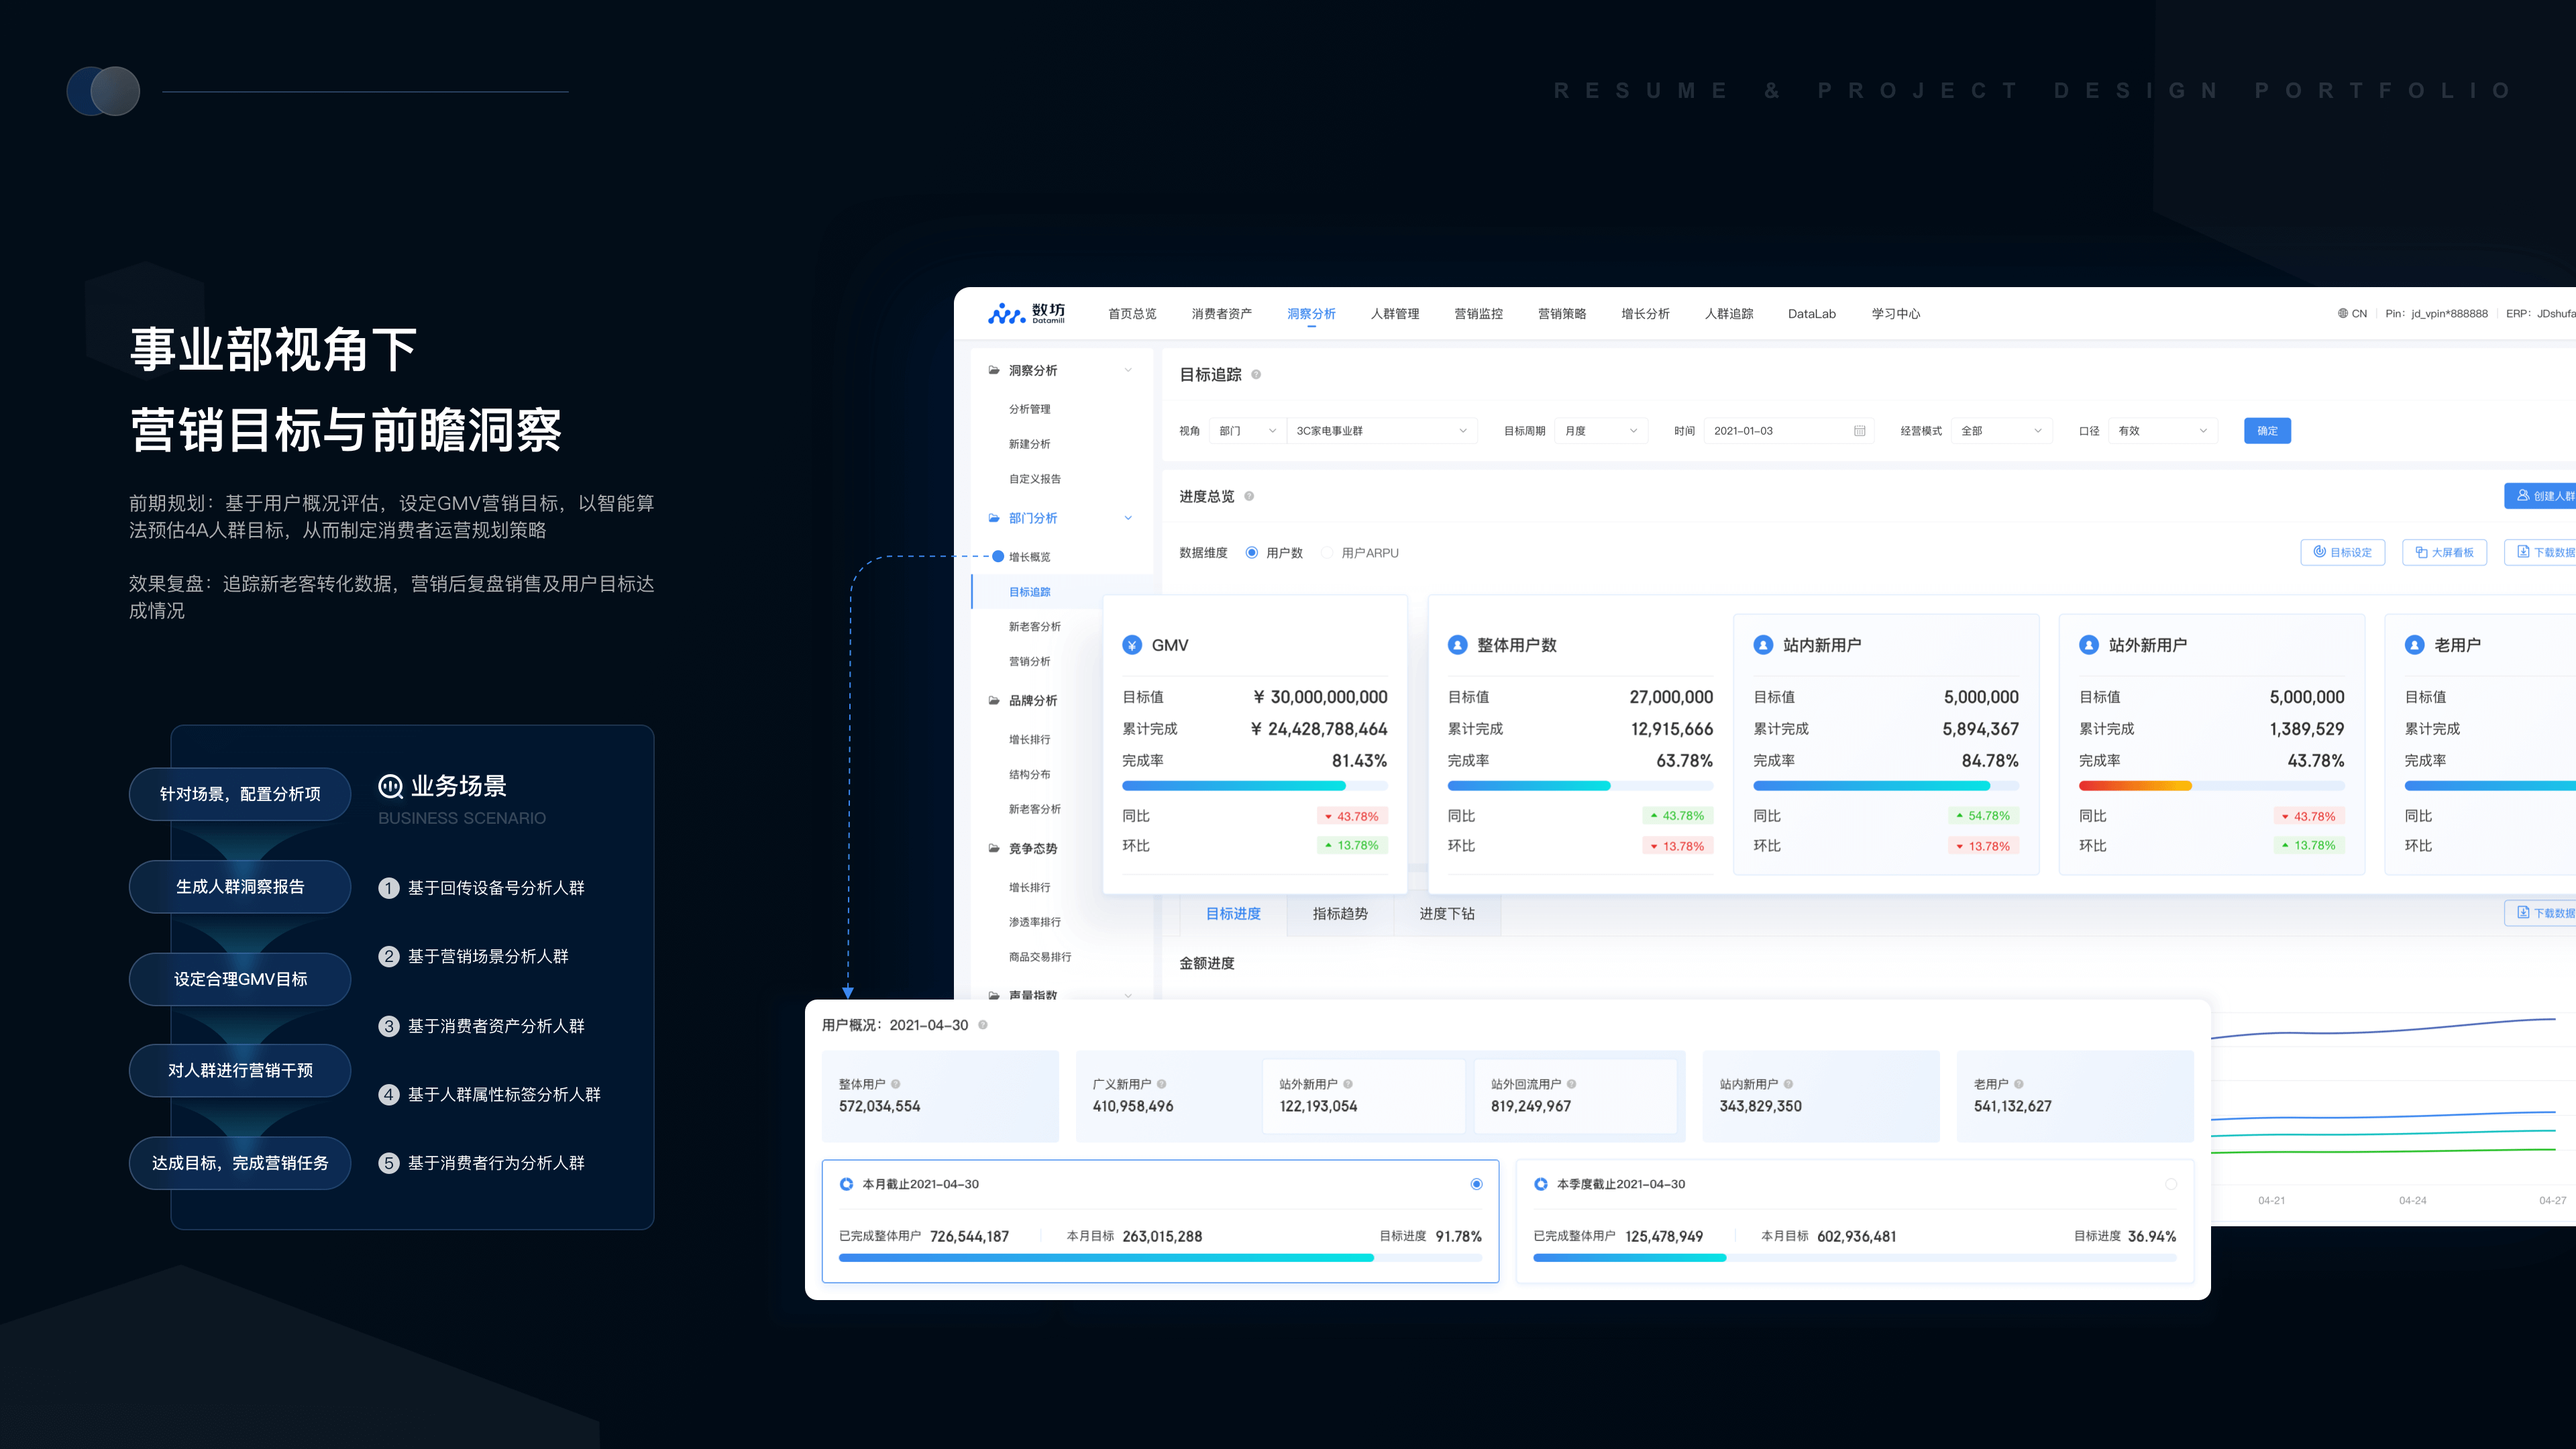 RESUME & PROJECT DESIGN PORTFOLIO
事业部视角下
营销目标与前瞻洞察
前期规划：基于用户概况评估，设定GMV营销目标，以智能算
法预估4A人群目标，从而制定消费者运营规划策略
效果复盘：追踪新老客转化数据，营销后复盘销售及用户目标达
成情况
针对场景，配置分析项
生成人群洞察报告
设定合理GMV目标
对人群进行营销干预
达成目标，完成营销任务
业务场景
BUSINESS SCENARIO
1 基于回传设备号分析人群
2 基于营销场景分析人群
3 基于消费者资产分析人群
4 基于人群属性标签分析人群
5 基于消费者行为分析人群
数坊
Datamill
首页总览 消费者资产 洞察分析 人群管理 营销监控 营销策略 增长分析 人群追踪 DataLab 学习中心
CN Pin：jd_vpin*888888 ERP：JDshufa
洞察分析
分析管理
新建分析
自定义报告
部门分析
增长概览
目标追踪
新老客分析
营销分析
品牌分析
增长排行
结构分布
新老客分析
竞争态势
增长排行
渗透率排行
商品交易排行
声量指数
目标追踪
视角 部门 3C家电事业群 目标周期 月度 时间 2021-01-03 经营模式 全部 口径 有效 确定
进度总览
创建人群
数据维度 用户数 用户ARPU
目标设定 大屏看板 下载数据
GMV
目标值 ¥ 30,000,000,000
累计完成 ¥ 24,428,788,464
完成率 81.43%
同比 43.78%
环比 13.78%
整体用户数
目标值 27,000,000
累计完成 12,915,666
完成率 63.78%
同比 43.78%
环比 13.78%
站内新用户
目标值 5,000,000
累计完成 5,894,367
完成率 84.78%
同比 54.78%
环比 13.78%
站外新用户
目标值 5,000,000
累计完成 1,389,529
完成率 43.78%
同比 43.78%
环比 13.78%
老用户
目标值
累计完成
完成率
同比
环比
目标进度 指标趋势 进度下钻
下载数据
金额进度
04-21 04-24 04-27
用户概况：2021-04-30
整体用户
572,034,554
广义新用户
410,958,496
站外新用户
122,193,054
站外回流用户
819,249,967
站内新用户
343,829,350
老用户
541,132,627
本月截止2021-04-30
已完成整体用户 726,544,187 本月目标 263,015,288 目标进度 91.78%
本季度截止2021-04-30
已完成整体用户 125,478,949 本月目标 602,936,481 目标进度 36.94%